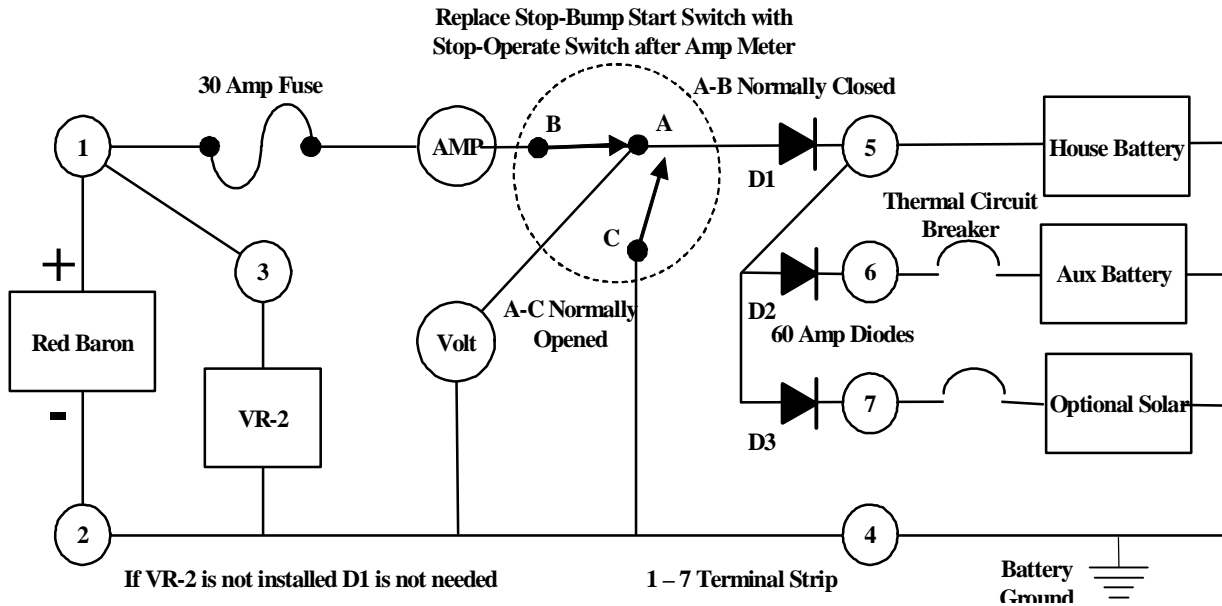 Replace Stop-Bump Start Switch with
Stop-Operate Switch after Amp Meter
30 Amp Fuse
A-B Normally Closed
1
AMP
B
A
D1
5
House Battery
Thermal Circuit
Breaker
3
C
D2
6
Aux Battery
+
Red Baron
-
A-C Normally
Opened
Volt
60 Amp Diodes
VR-2
D3
7
Optional Solar
2
4
If VR-2 is not installed D1 is not needed
1 – 7 Terminal Strip
Battery
Ground